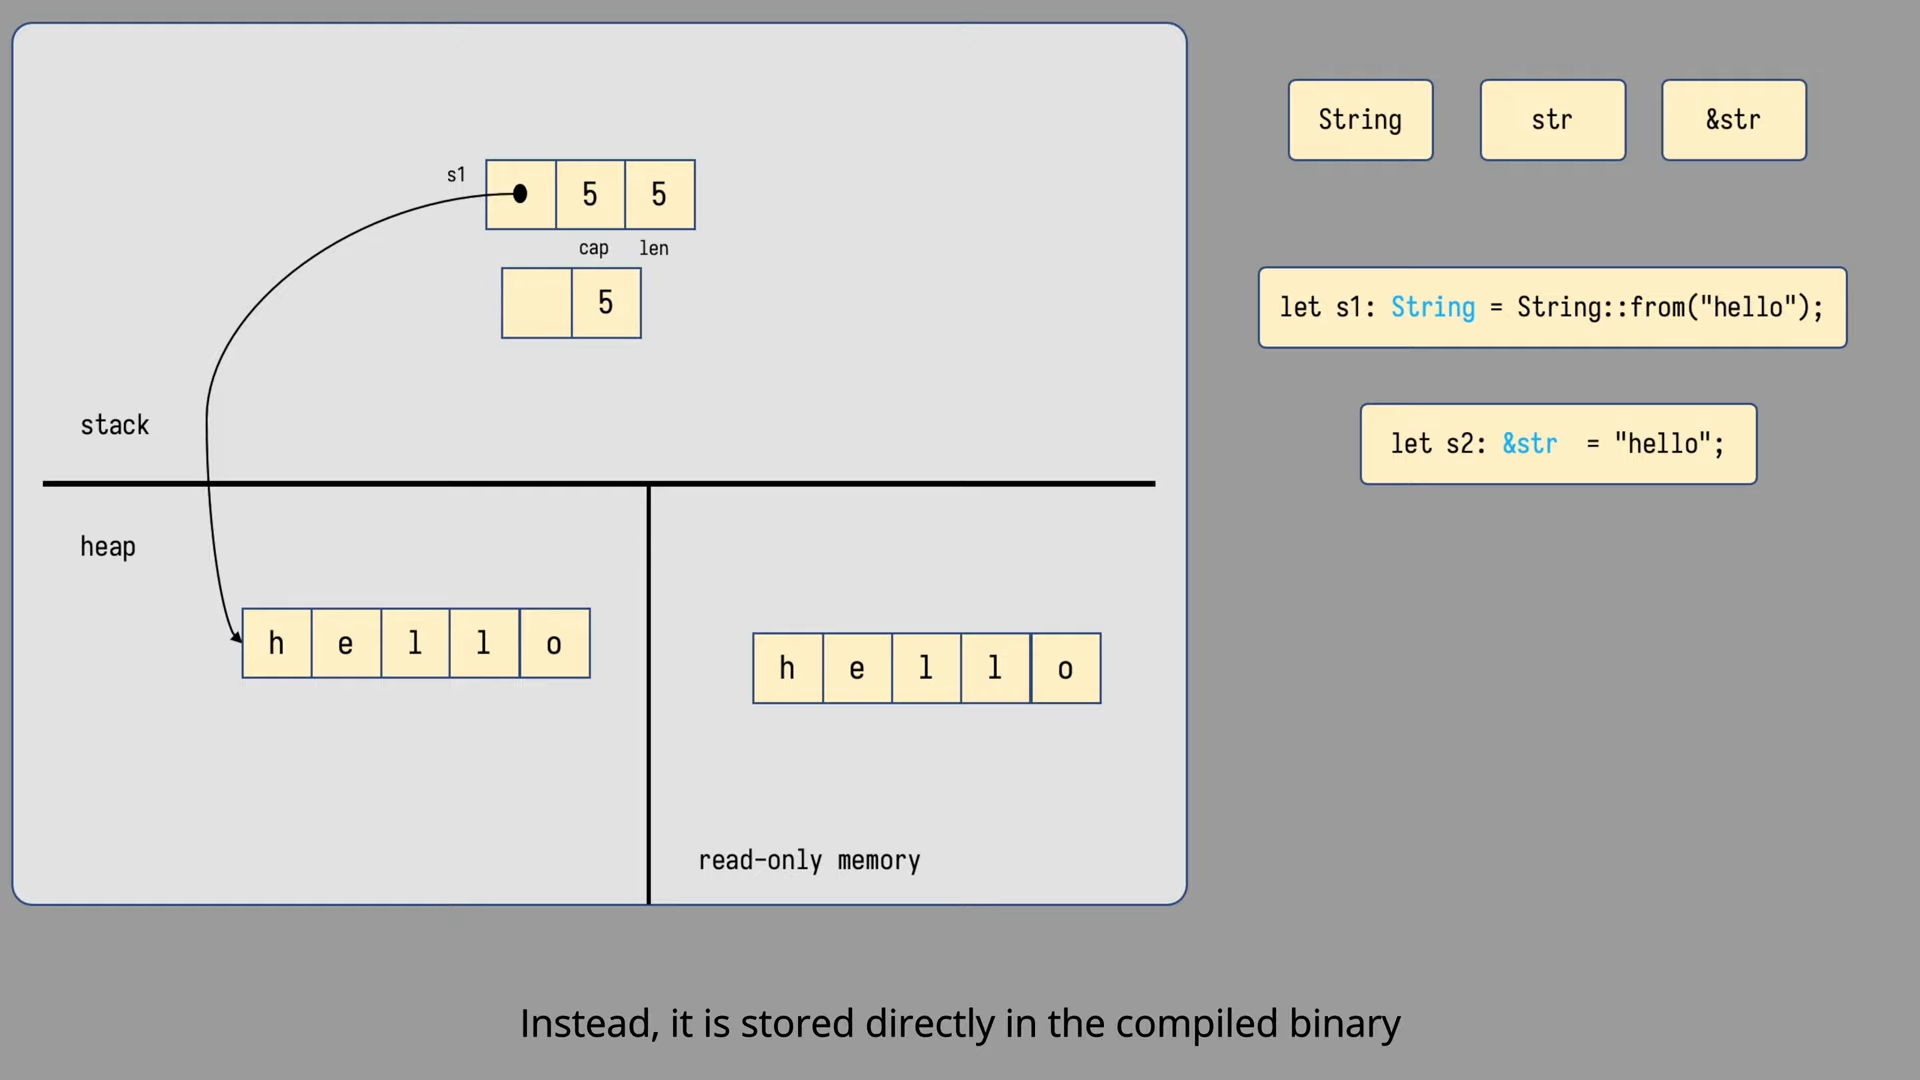 s1
5 5
cap len
5
stack
heap
h e l l o
h e l l o
read-only memory
String str &str
let s1: String = String::from("hello");
let s2: &str = "hello";
Instead, it is stored directly in the compiled binary